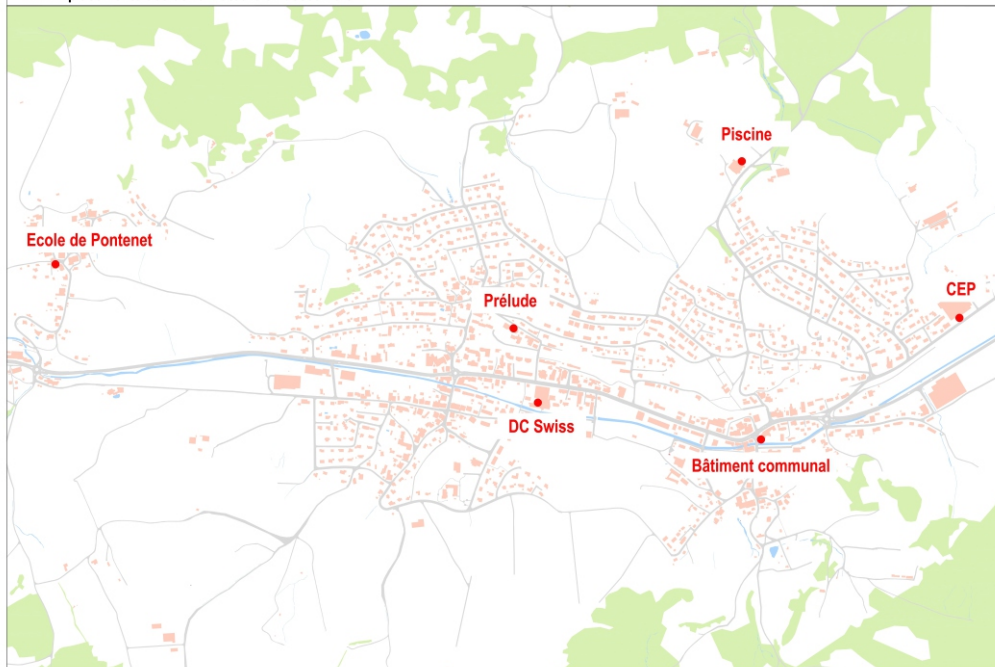 Piscine
Ecole de Pontenet
CEP
Prélude
DC Swiss
Bâtiment communal